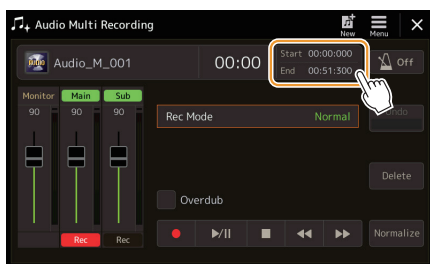 Audio Multi Recording
New
Menu
Audio_M_001
00:00
Start 00:00:000
End 00:51:300
Off
Monitor Main Sub
90 90 90
Rec Mode Normal
Undo
Overdub
Delete
Rec Rec
Normalize